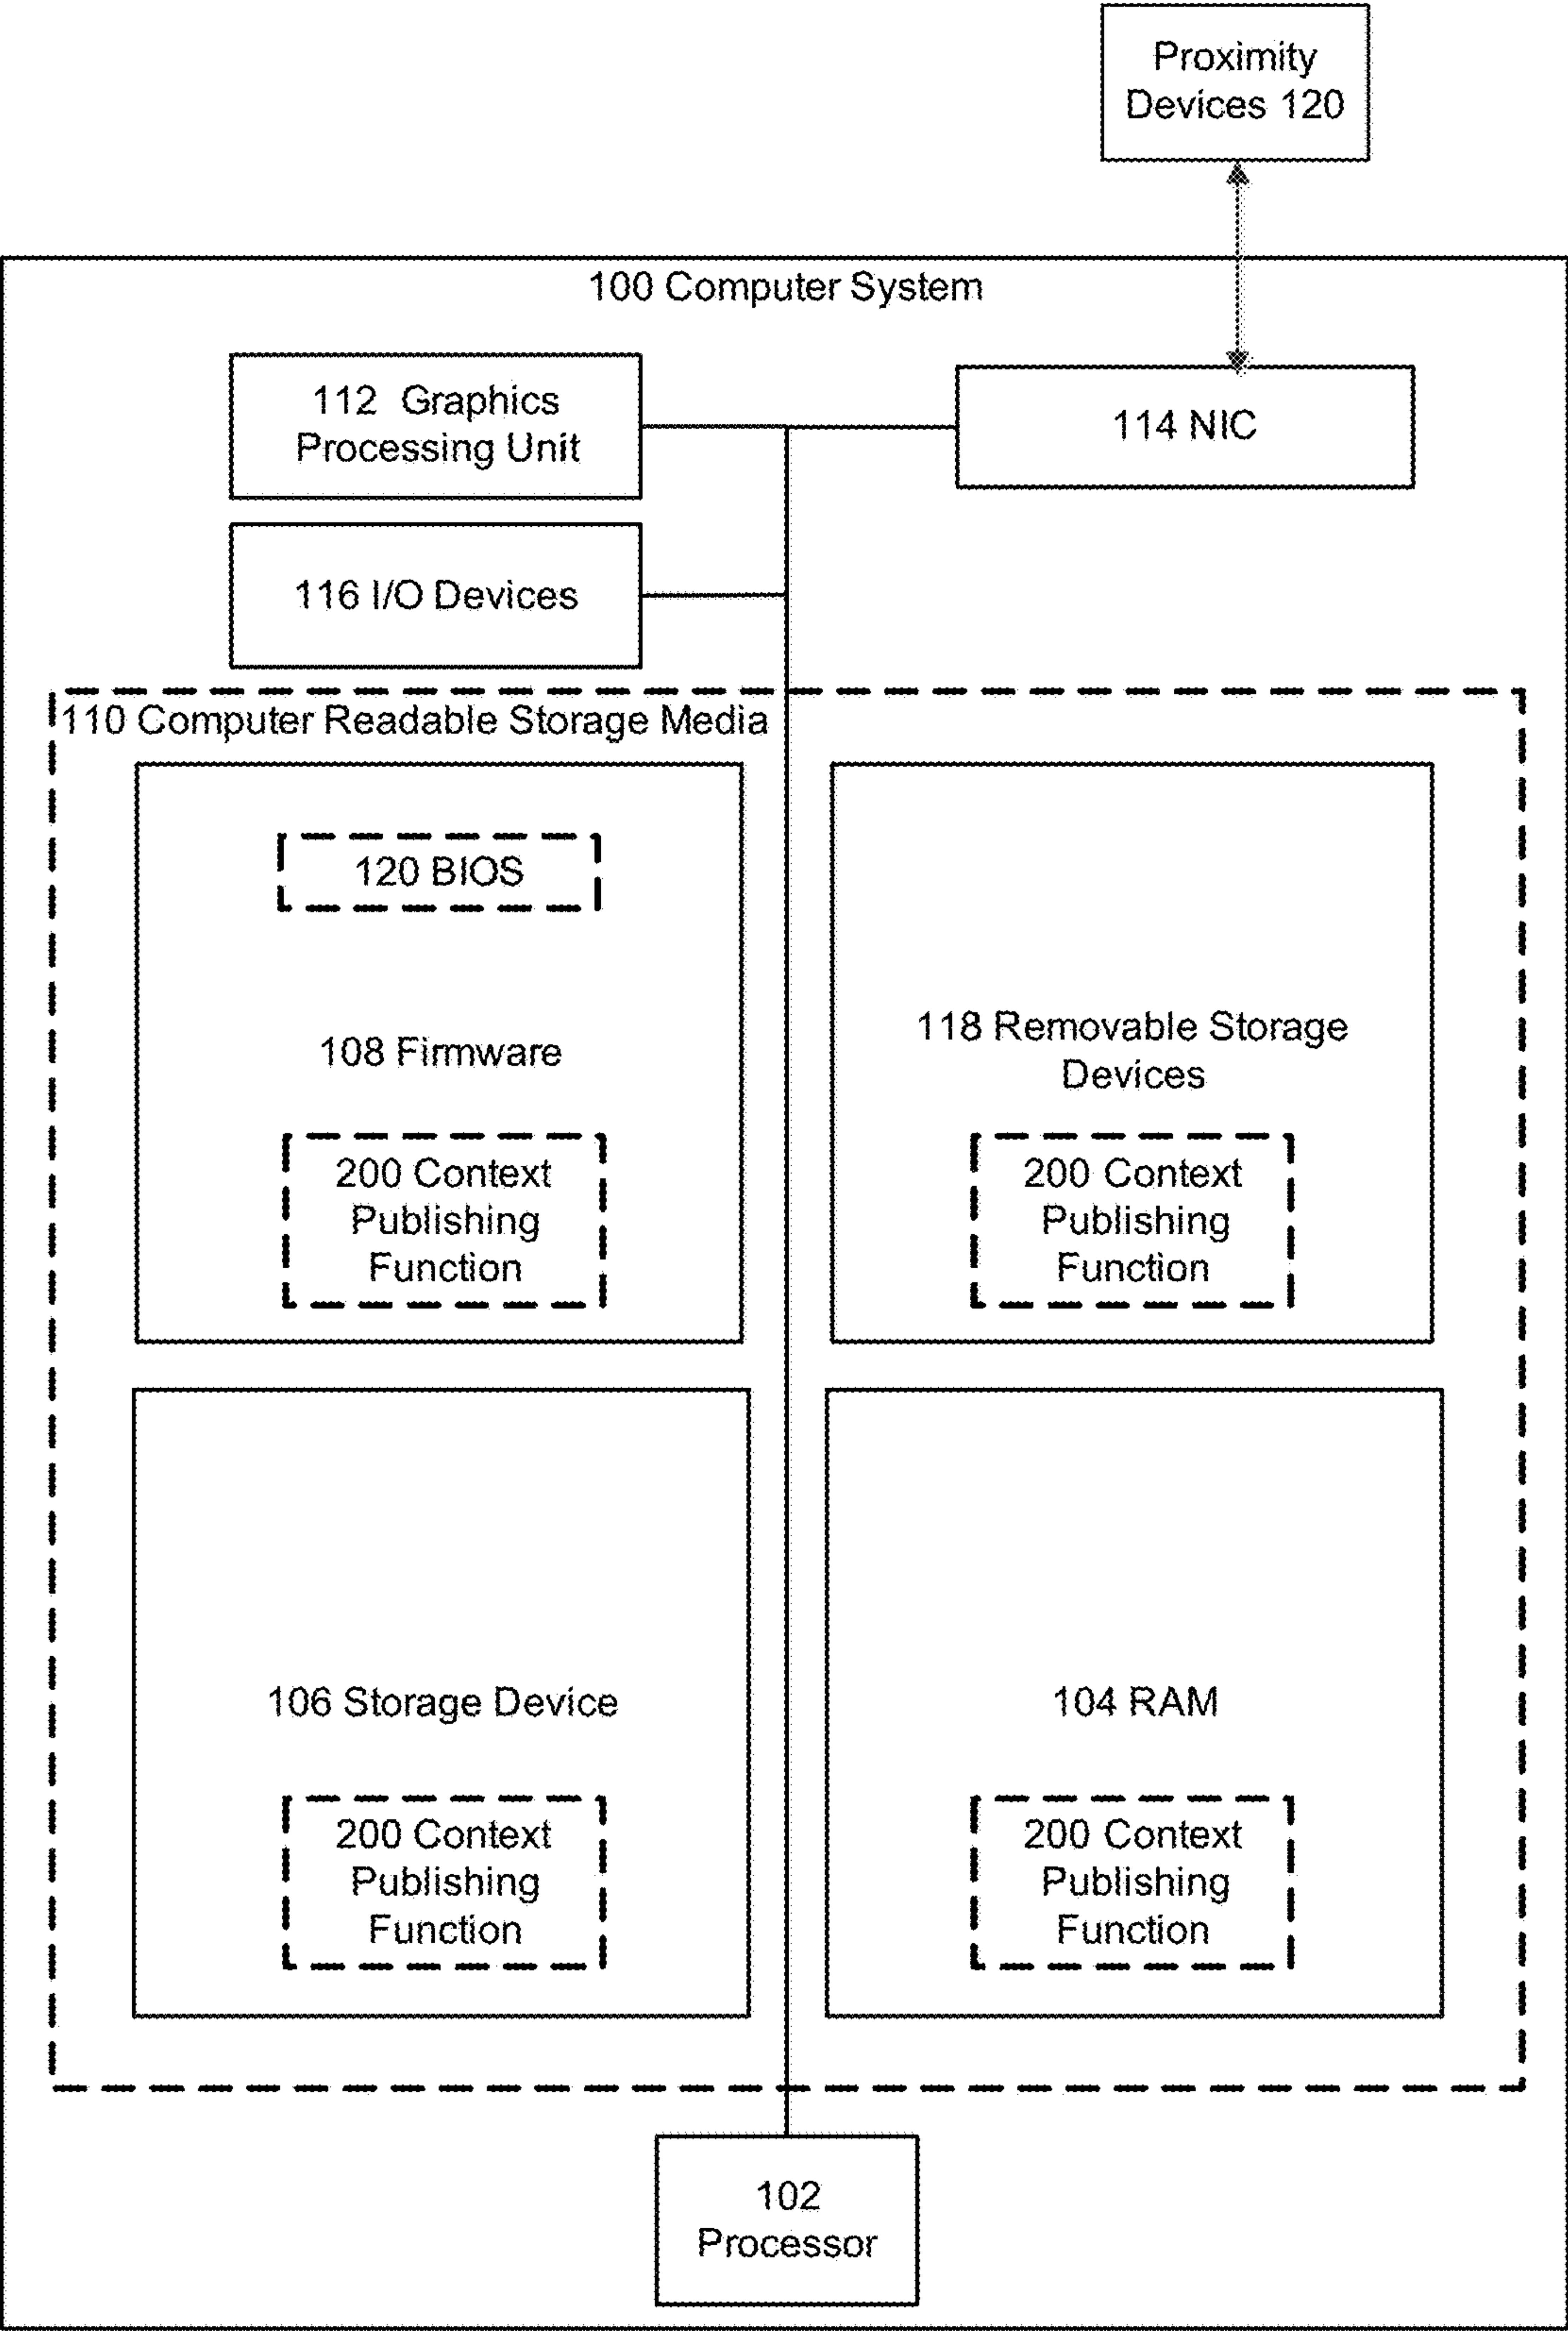 Proximity
Devices 120
100 Computer System
112 Graphics
Processing Unit
114 NIC
116 I/O Devices
110 Computer Readable Storage Media
120 BIOS
108 Firmware
200 Context
Publishing
Function
118 Removable Storage
Devices
200 Context
Publishing
Function
106 Storage Device
200 Context
Publishing
Function
104 RAM
200 Context
Publishing
Function
102
Processor